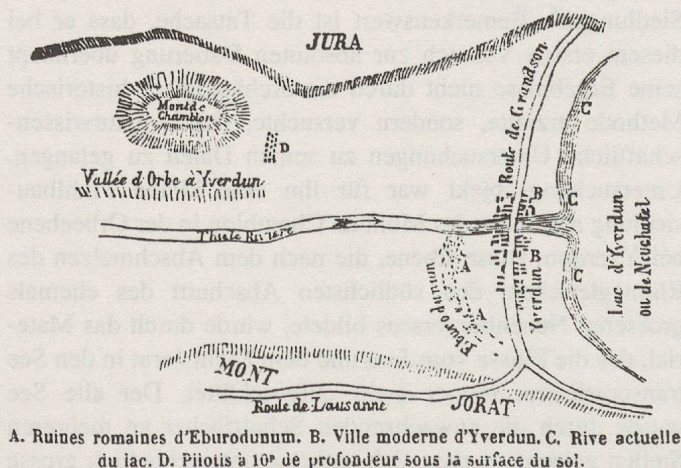 JURA
Mont de
Chamblon
D
Vallée d'Orbe à Yverdun
Thièle Rivière
Route de Grandson
C
B
C
A
B
C
A
Eburodunum
Yverdun
Lac d'Yverdun
ou de Neuchâtel
MONT
JORAT
Route de Lausanne
A. Ruines romaines d'Eburodunum. B. Ville moderne d'Yverdun. C. Rive actuelle
du lac. D. Pilotis à 10p de profondeur sous la surface du sol.